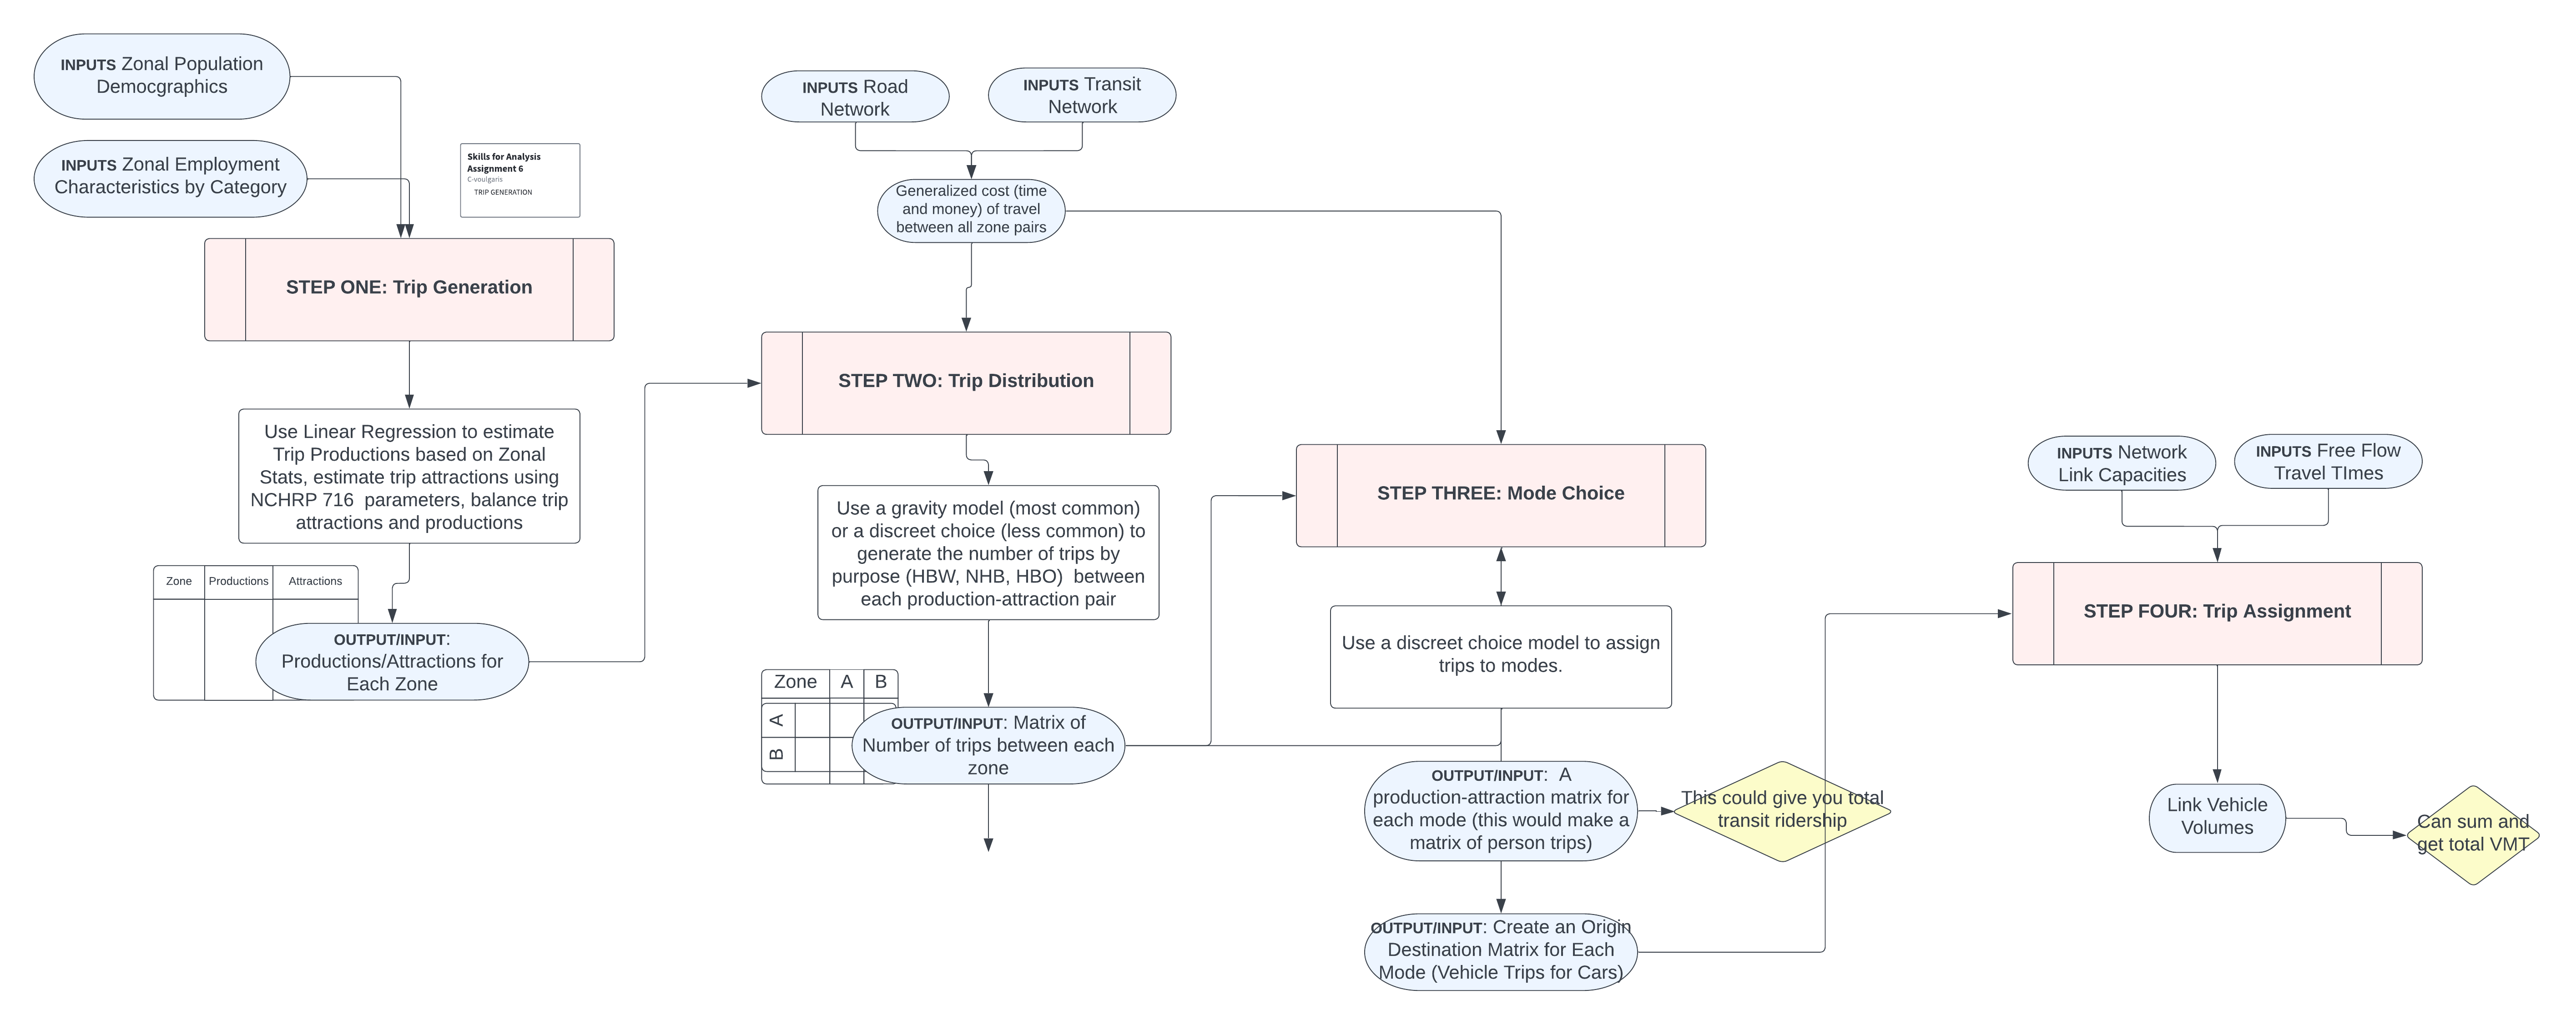 INPUTS Zonal Population
Democgraphics
INPUTS Zonal Employment
Characteristics by Category
Skills for Analysis
Assignment 6
C-voulgaris
TRIP GENERATION
STEP ONE: Trip Generation
Use Linear Regression to estimate
Trip Productions based on Zonal
Stats, estimate trip attractions using
NCHRP 716  parameters, balance trip
attractions and productions
Zone
Productions
Attractions
OUTPUT/INPUT:
Productions/Attractions for
Each Zone
INPUTS Road
Network
INPUTS Transit
Network
Generalized cost (time
and money) of travel
between all zone pairs
STEP TWO: Trip Distribution
Use a gravity model (most common)
or a discreet choice (less common) to
generate the number of trips by
purpose (HBW, NHB, HBO)  between
each production-attraction pair
Zone
A
B
A
B
OUTPUT/INPUT: Matrix of
Number of trips between each
zone
STEP THREE: Mode Choice
Use a discreet choice model to assign
trips to modes.
OUTPUT/INPUT:  A
production-attraction matrix for
each mode (this would make a
matrix of person trips)
This could give you total
transit ridership
OUTPUT/INPUT: Create an Origin
Destination Matrix for Each
Mode (Vehicle Trips for Cars)
INPUTS Network
Link Capacities
INPUTS Free Flow
Travel TImes
STEP FOUR: Trip Assignment
Link Vehicle
Volumes
Can sum and
get total VMT